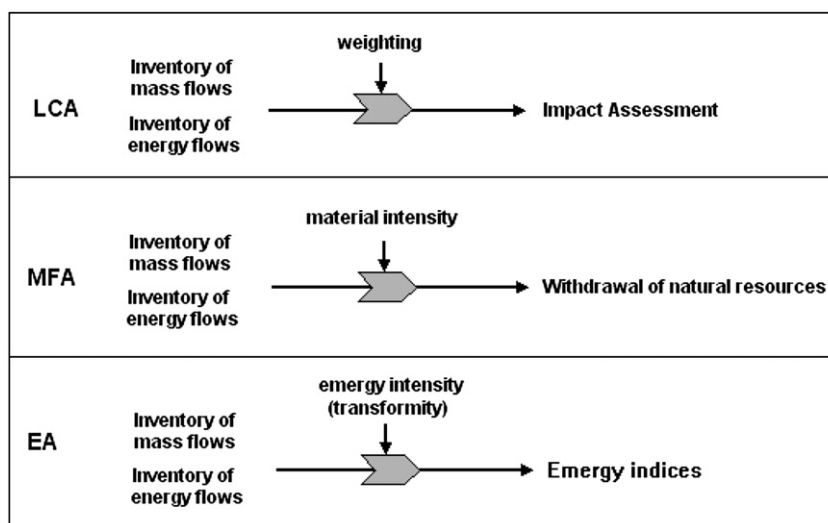 LCA
Inventory of
mass flows
Inventory of
energy flows
weighting
Impact Assessment
MFA
Inventory of
mass flows
Inventory of
energy flows
material intensity
Withdrawal of natural resources
EA
Inventory of
mass flows
Inventory of
energy flows
emergy intensity
(transformity)
Emergy indices